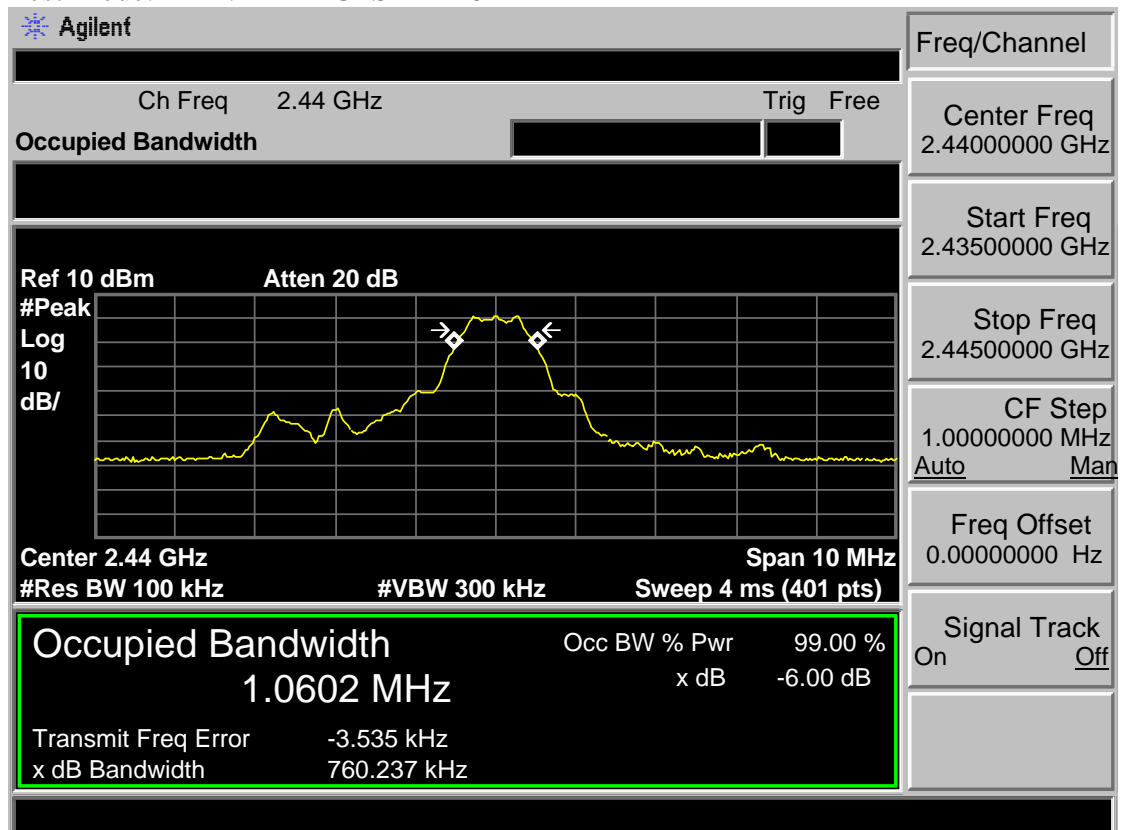 Agilent
Freq/Channel
Ch Freq 2.44 GHz Trig Free
Occupied Bandwidth
Center Freq
2.44000000 GHz
Start Freq
2.43500000 GHz
Stop Freq
2.44500000 GHz
CF Step
1.00000000 MHz
Auto Man
Freq Offset
0.00000000 Hz
Signal Track
On Off
Ref 10 dBm Atten 20 dB
#Peak
Log
10
dB/
Center 2.44 GHz Span 10 MHz
#Res BW 100 kHz #VBW 300 kHz Sweep 4 ms (401 pts)
Occupied Bandwidth Occ BW % Pwr 99.00 %
1.0602 MHz x dB -6.00 dB
Transmit Freq Error -3.535 kHz
x dB Bandwidth 760.237 kHz